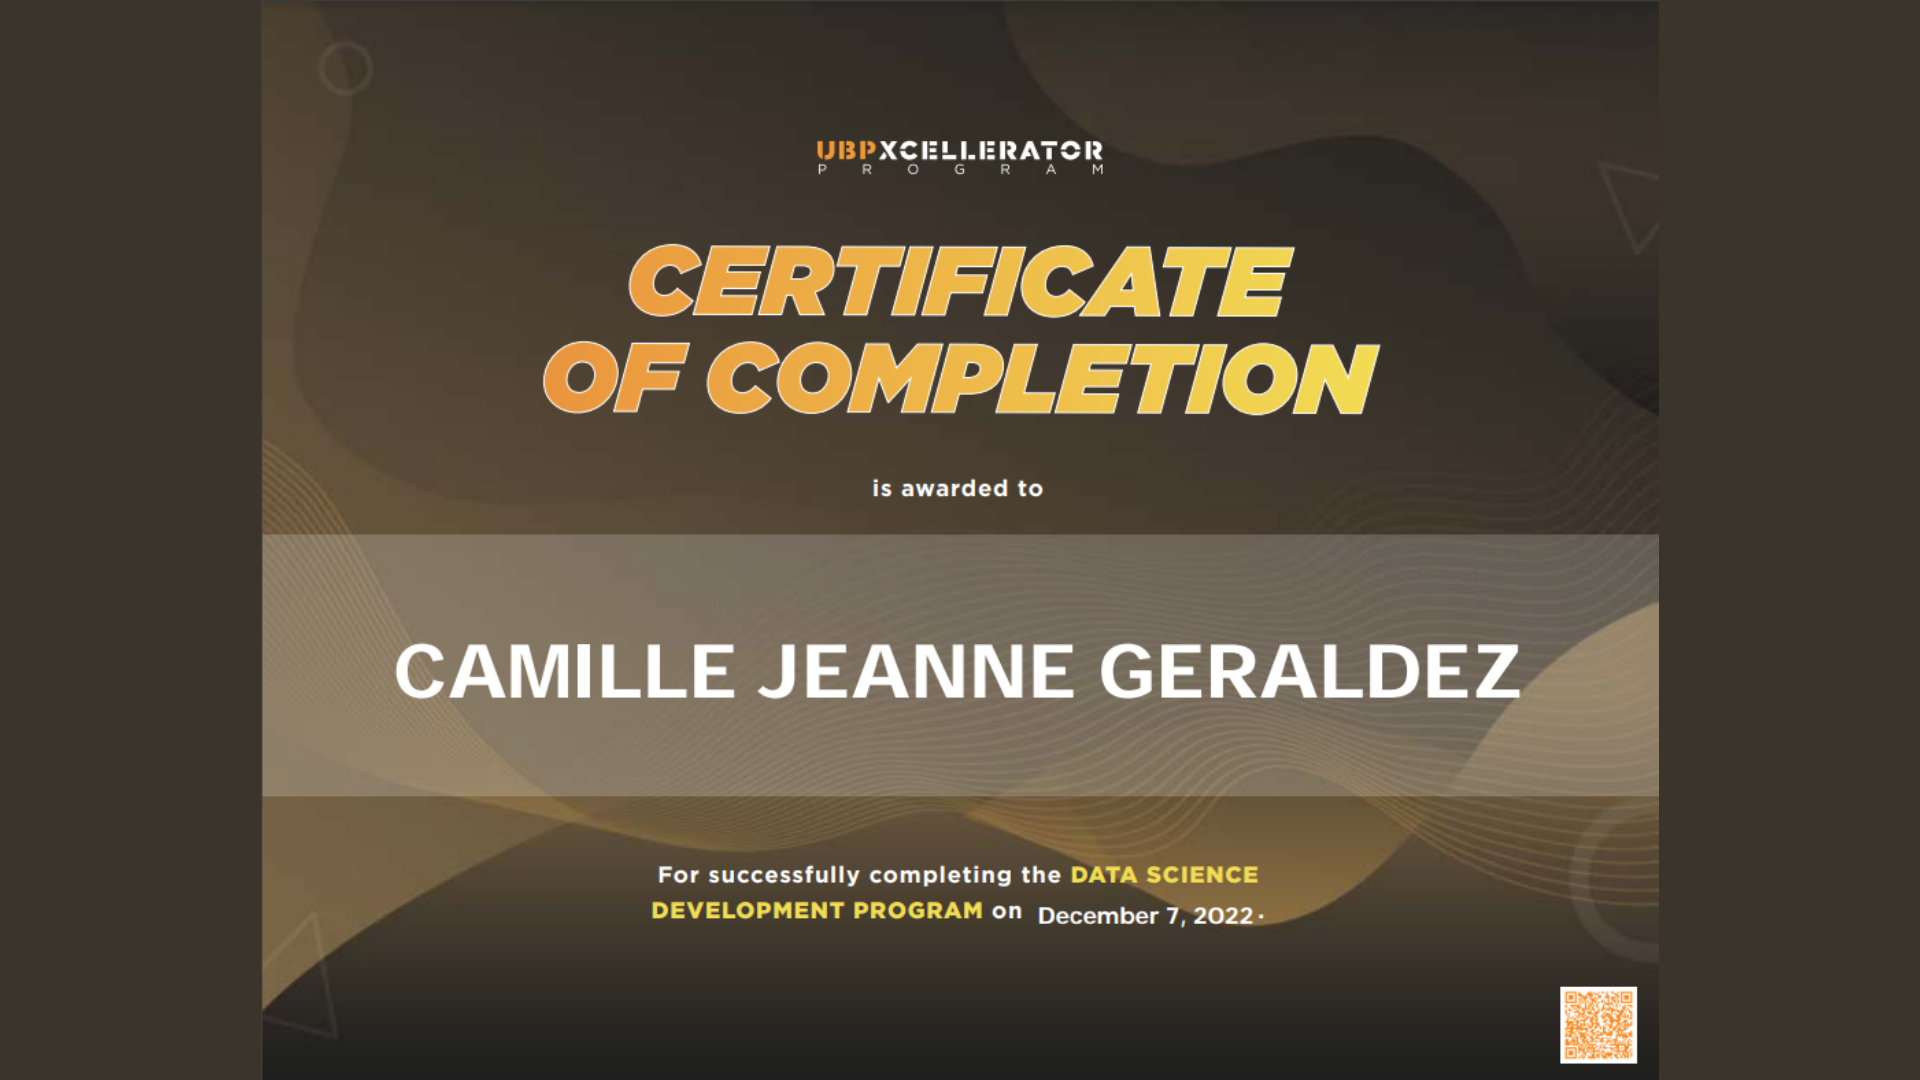 UBPXCELLERATOR
PROGRAM
CERTIFICATE
OF COMPLETION
is awarded to
CAMILLE JEANNE GERALDEZ
For successfully completing the DATA SCIENCE
DEVELOPMENT PROGRAM on December 7, 2022.